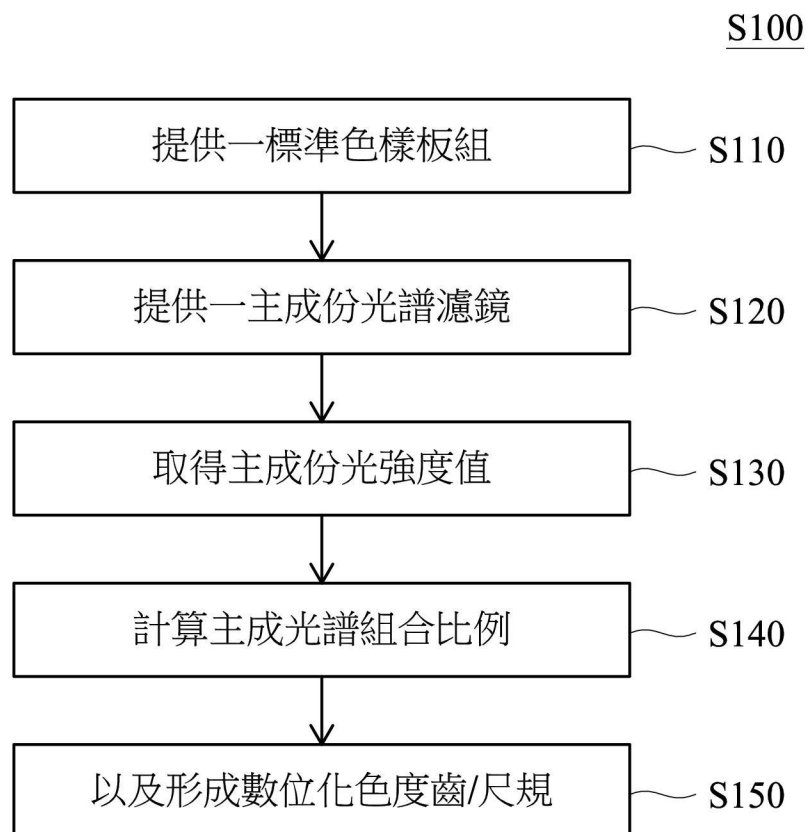 S100
提供一標準色樣板組
S110
提供一主成份光譜濾鏡
S120
取得主成份光強度值
S130
計算主成光譜組合比例
S140
以及形成數位化色度齒/尺規
S150